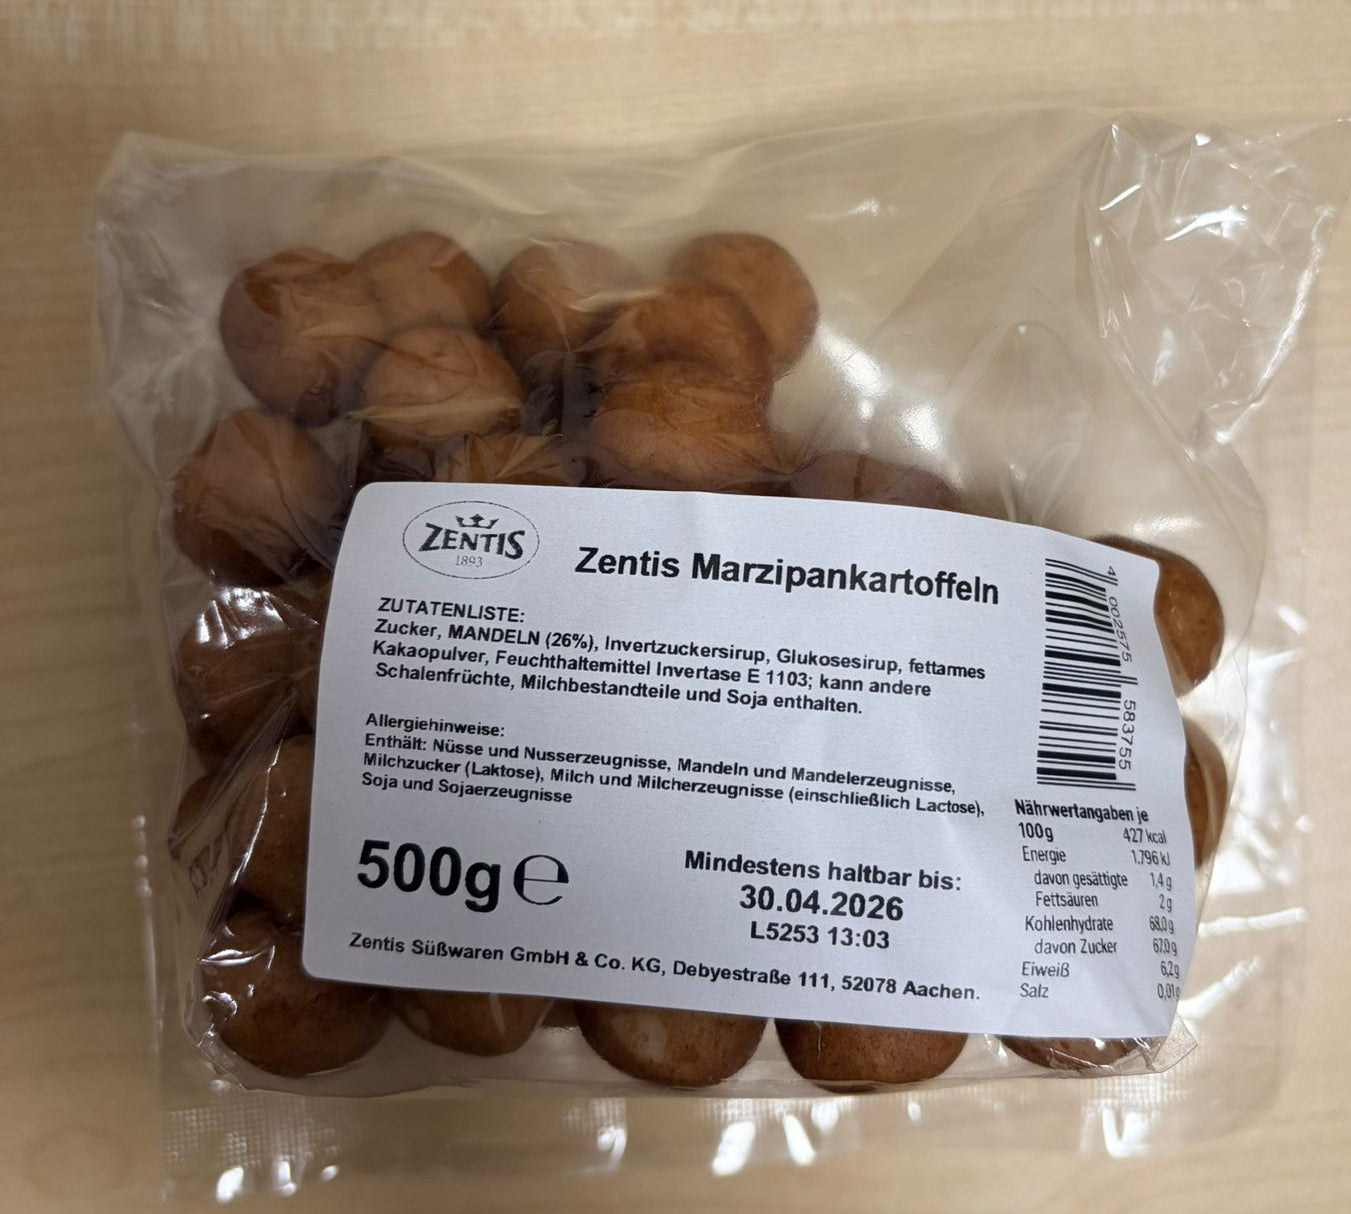 ZENTIS
1893
Zentis Marzipankartoffeln
ZUTATENLISTE:
Zucker, MANDELN (26%), Invertzuckersirup, Glukosesirup, fettarmes
Kakaopulver, Feuchthaltemittel Invertase E 1103; kann andere
Schalenfrüchte, Milchbestandteile und Soja enthalten.
Allergiehinweise:
Enthält: Nüsse und Nusserzeugnisse, Mandeln und Mandelerzeugnisse,
Milchzucker (Laktose), Milch und Milcherzeugnisse (einschließlich Lactose),
Soja und Sojaerzeugnisse
500g e
Mindestens haltbar bis:
30.04.2026
L5253 13:03
Zentis Süßwaren GmbH & Co. KG, Debyestraße 111, 52078 Aachen.
4 002575 583755
Nährwertangaben je
100g 427 kcal
Energie 1.796 kJ
davon gesättigte 1,4 g
Fettsäuren 2 g
Kohlenhydrate 68,0 g
davon Zucker 67,0 g
Eiweiß 6,2 g
Salz 0,01 g